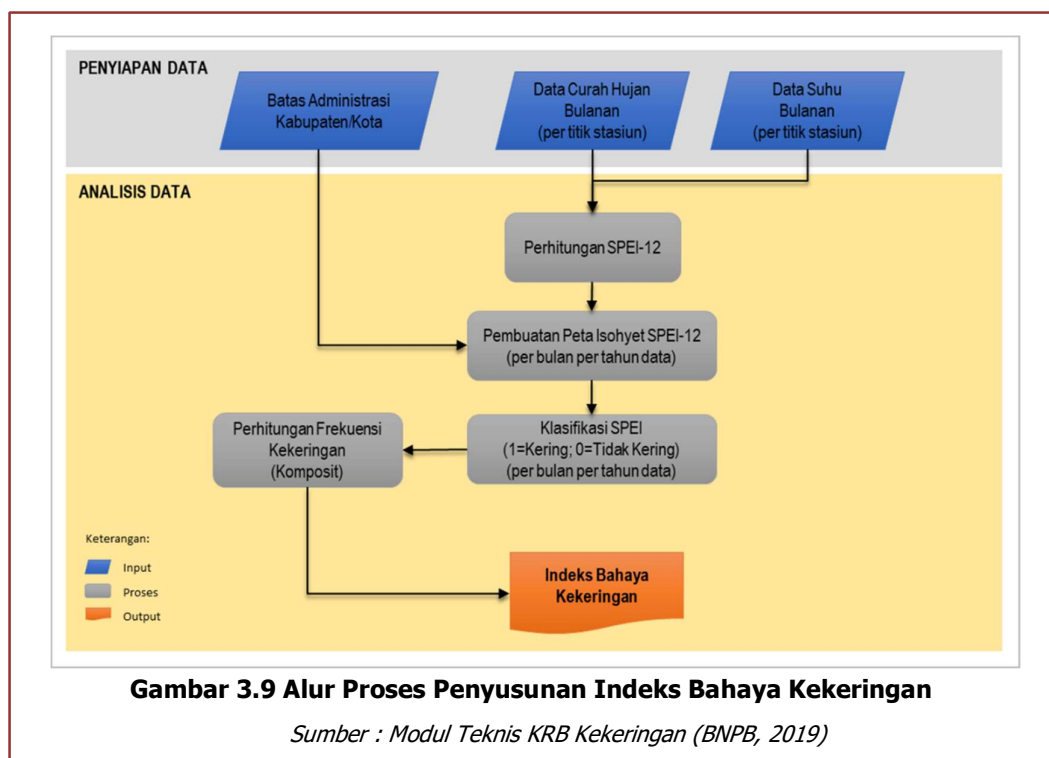 PENYIAPAN DATA
Batas Administrasi
Kabupaten/Kota
Data Curah Hujan
Bulanan
(per titik stasiun)
Data Suhu
Bulanan
(per titik stasiun)
ANALISIS DATA
Perhitungan SPEI-12
Pembuatan Peta Isohyet SPEI-12
(per bulan per tahun data)
Klasifikasi SPEI
(1=Kering; 0=Tidak Kering)
(per bulan per tahun data)
Perhitungan Frekuensi
Kekeringan
(Komposit)
Indeks Bahaya
Kekeringan
Keterangan:
Input
Proses
Output
Gambar 3.9 Alur Proses Penyusunan Indeks Bahaya Kekeringan
Sumber : Modul Teknis KRB Kekeringan (BNPB, 2019)